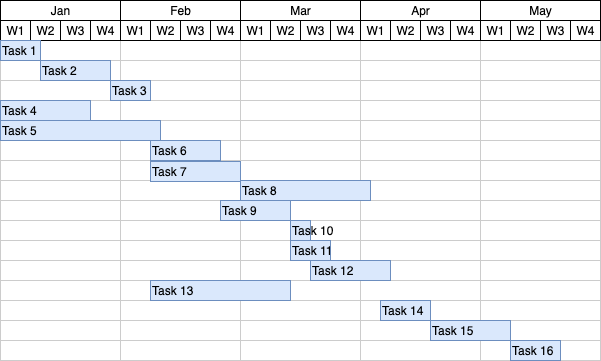 Jan Feb Mar Apr May
W1 W2 W3 W4 W1 W2 W3 W4 W1 W2 W3 W4 W1 W2 W3 W4 W1 W2 W3 W4
Task 1
Task 2
Task 3
Task 4
Task 5
Task 6
Task 7
Task 8
Task 9
Task 10
Task 11
Task 12
Task 13
Task 14
Task 15
Task 16